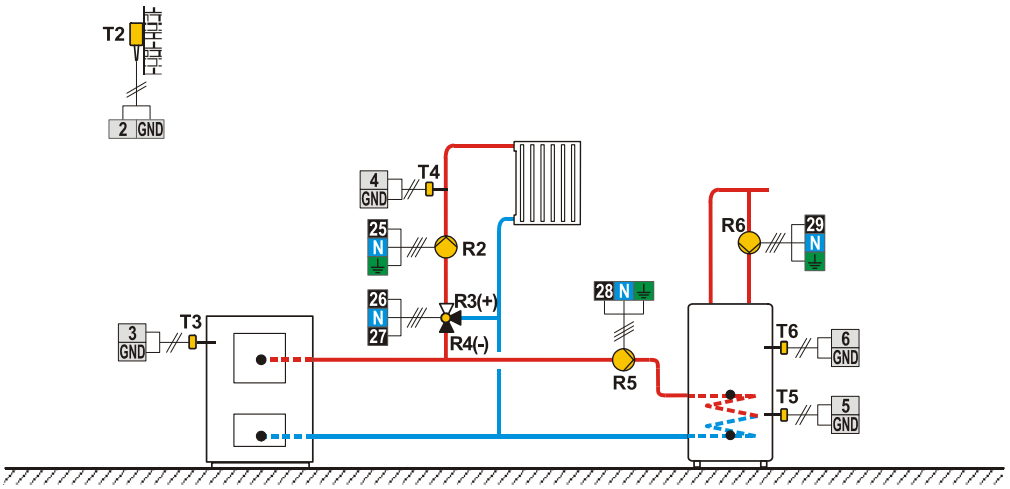 T2
2 GND
4
GND
T4
25
N
R2
R6
29
N
26
N
27
R3(+)
R4(-)
28 N
3
GND
T3
R5
T6
6
GND
T5
5
GND